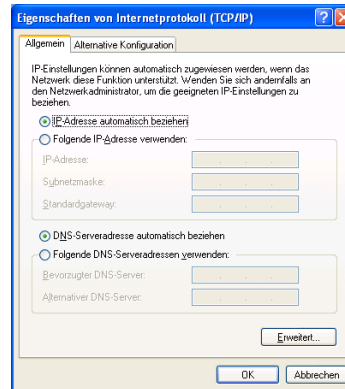 Eigenschaften von Internetprotokoll (TCP/IP)
Allgemein
Alternative Konfiguration
IP-Einstellungen können automatisch zugewiesen werden, wenn das
Netzwerk diese Funktion unterstützt. Wenden Sie sich andernfalls an
den Netzwerkadministrator, um die geeigneten IP-Einstellungen zu
beziehen.
IP-Adresse automatisch beziehen
Folgende IP-Adresse verwenden:
IP-Adresse:
Subnetzmaske:
Standardgateway:
DNS-Serveradresse automatisch beziehen
Folgende DNS-Serveradressen verwenden:
Bevorzugter DNS-Server:
Alternativer DNS-Server:
Erweitert...
OK
Abbrechen